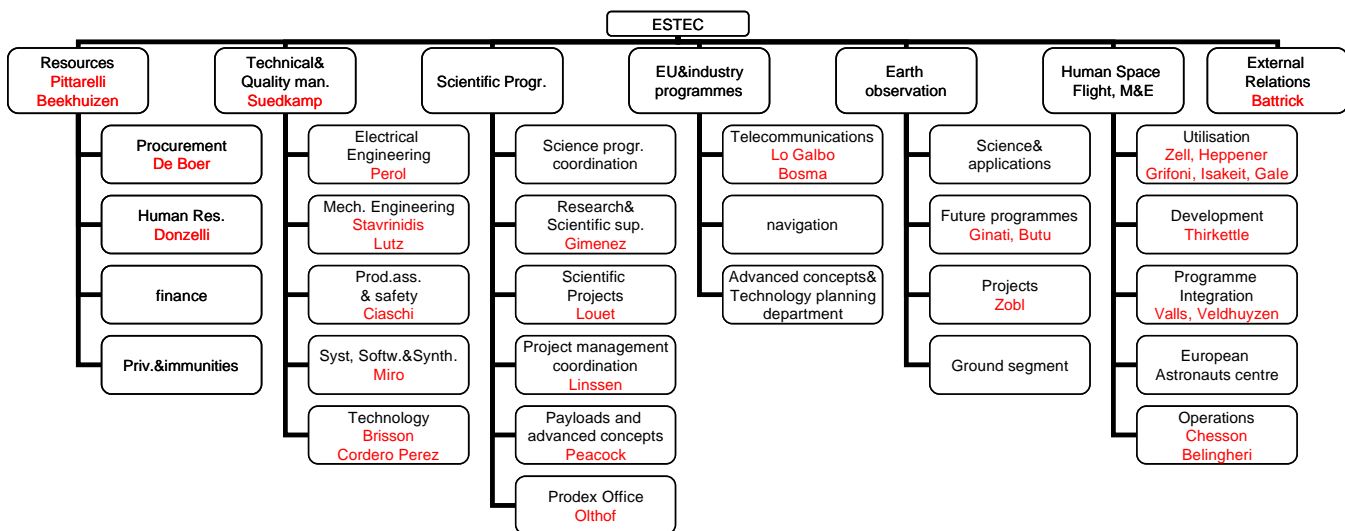 ESTEC
Resources
Pittarelli
Beekhuizen
Technical&
Quality man.
Suedkamp
Scientific Progr.
EU&industry
programmes
Earth
observation
Human Space
Flight, M&E
External
Relations
Battrick
Procurement
De Boer
Human Res.
Donzelli
finance
Priv.&immunities
Electrical
Engineering
Perol
Mech. Engineering
Stavrinidis
Lutz
Prod.ass.
& safety
Ciaschi
Syst, Softw.&Synth.
Miro
Technology
Brisson
Cordero Perez
Science progr.
coordination
Research&
Scientific sup.
Gimenez
Scientific
Projects
Louet
Project management
coordination
Linssen
Payloads and
advanced concepts
Peacock
Prodex Office
Olthof
Telecommunications
Lo Galbo
Bosma
navigation
Advanced concepts&
Technology planning
department
Science&
applications
Future programmes
Ginati, Butu
Projects
Zobl
Ground segment
Utilisation
Zell, Heppener
Grifoni, Isakeit, Gale
Development
Thirkettle
Programme
Integration
Valls, Veldhuyzen
European
Astronauts centre
Operations
Chesson
Belingheri